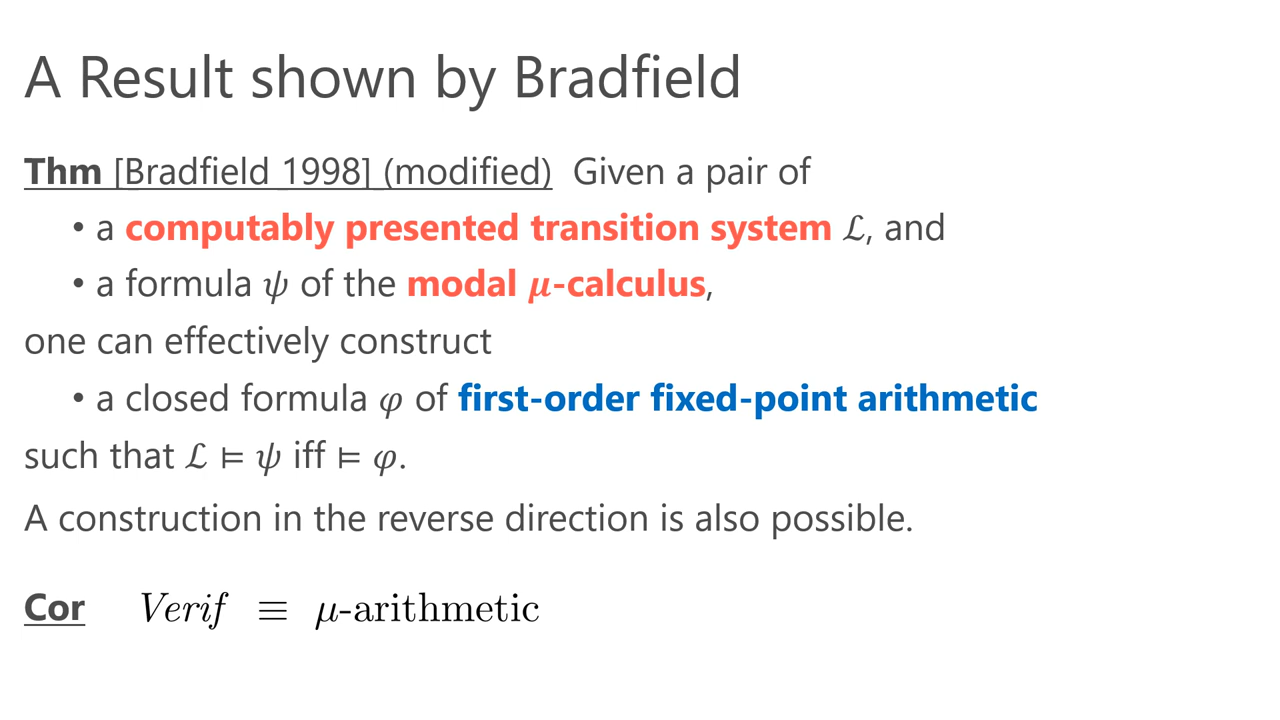 A Result shown by Bradfield
Thm [Bradfield 1998] (modified) Given a pair of
• a computably presented transition system ℒ, and
• a formula 𝜓 of the modal 𝝁-calculus,
one can effectively construct
• a closed formula 𝜑 of first-order fixed-point arithmetic
such that ℒ ⊨ 𝜓 iff ⊨ 𝜑.
A construction in the reverse direction is also possible.
Cor Verif ≡ μ-arithmetic